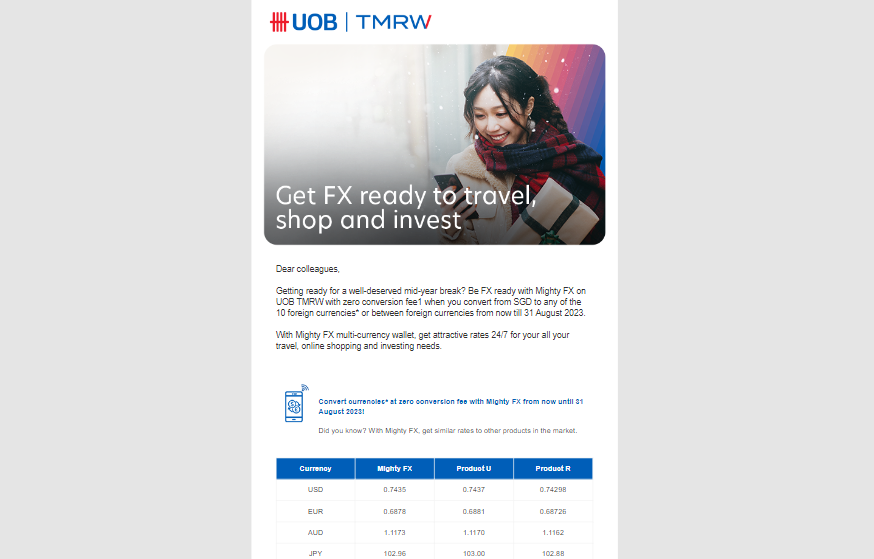 UOB | TMRW
Get FX ready to travel,
shop and invest
Dear colleagues,
Getting ready for a well-deserved mid-year break? Be FX ready with Mighty FX on
UOB TMRW with zero conversion fee1 when you convert from SGD to any of the
10 foreign currencies* or between foreign currencies from now till 31 August 2023.
With Mighty FX multi-currency wallet, get attractive rates 24/7 for your all your
travel, online shopping and investing needs.
Convert currencies* at zero conversion fee with Mighty FX from now until 31
August 2023!
Did you know? With Mighty FX, get similar rates to other products in the market.
Currency Mighty FX Product U Product R
USD 0.7435 0.7437 0.74298
EUR 0.6878 0.6881 0.68726
AUD 1.1173 1.1170 1.1162
JPY 102.96 103.00 102.88